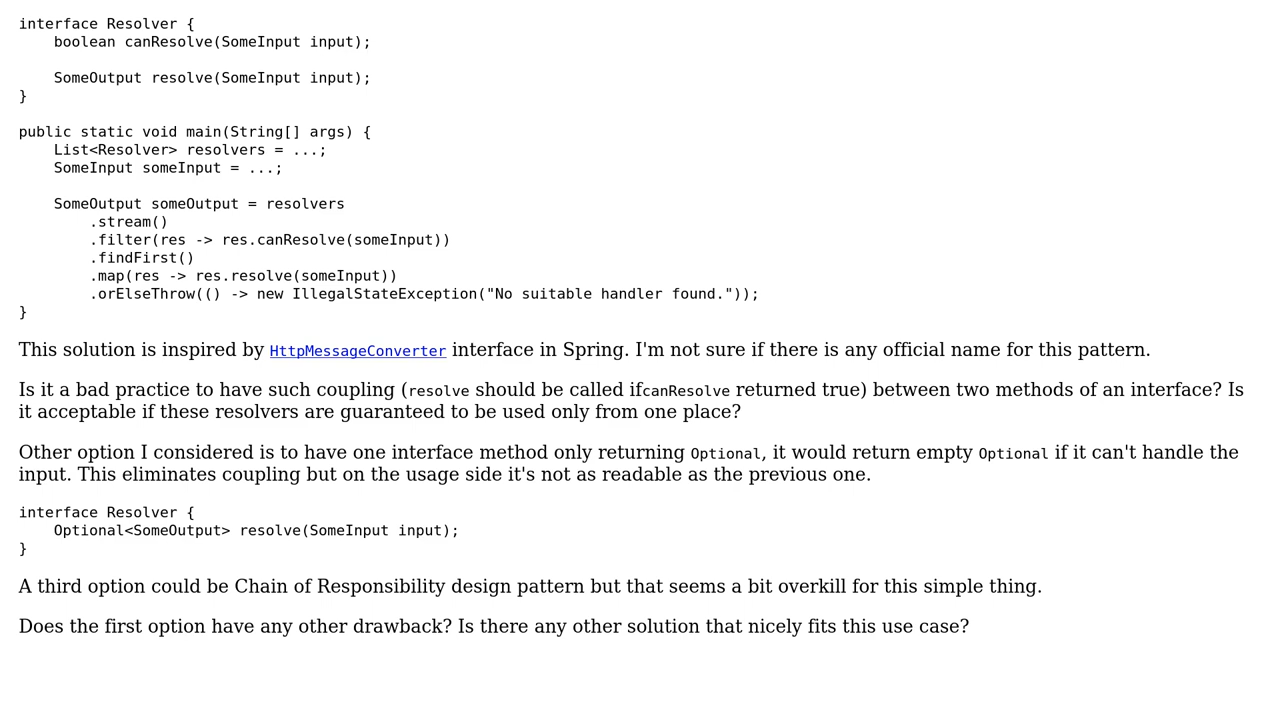 interface Resolver {
    boolean canResolve(SomeInput input);

    SomeOutput resolve(SomeInput input);
}

public static void main(String[] args) {
    List<Resolver> resolvers = ...;
    SomeInput someInput = ...;

    SomeOutput someOutput = resolvers
        .stream()
        .filter(res -> res.canResolve(someInput))
        .findFirst()
        .map(res -> res.resolve(someInput))
        .orElseThrow(() -> new IllegalStateException("No suitable handler found."));
}
This solution is inspired by HttpMessageConverter interface in Spring. I'm not sure if there is any official name for this pattern.
Is it a bad practice to have such coupling (resolve should be called ifcanResolve returned true) between two methods of an interface? Is
it acceptable if these resolvers are guaranteed to be used only from one place?
Other option I considered is to have one interface method only returning Optional, it would return empty Optional if it can't handle the
input. This eliminates coupling but on the usage side it's not as readable as the previous one.
interface Resolver {
    Optional<SomeOutput> resolve(SomeInput input);
}
A third option could be Chain of Responsibility design pattern but that seems a bit overkill for this simple thing.
Does the first option have any other drawback? Is there any other solution that nicely fits this use case?